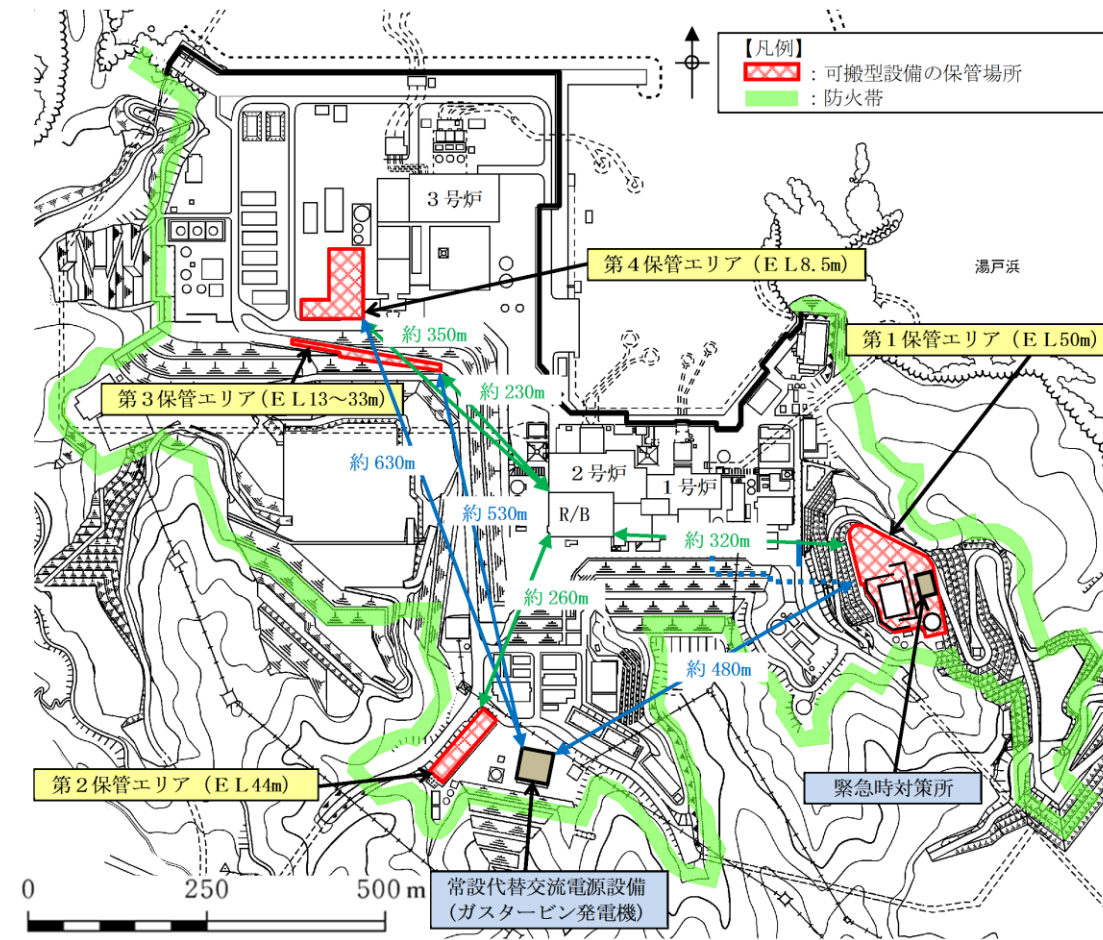 【凡例】
：可搬型設備の保管場所
：防火帯
3号炉
第4保管エリア（ＥＬ8.5m）
湯戸浜
約350m
第1保管エリア（ＥＬ50m）
第3保管エリア（ＥＬ13～33m）
約230m
約630m
2号炉
1号炉
約530m
R/B
約320m
約260m
約480m
第2保管エリア（ＥＬ44m）
緊急時対策所
常設代替交流電源設備
(ガスタービン発電機)
0 250 500 m